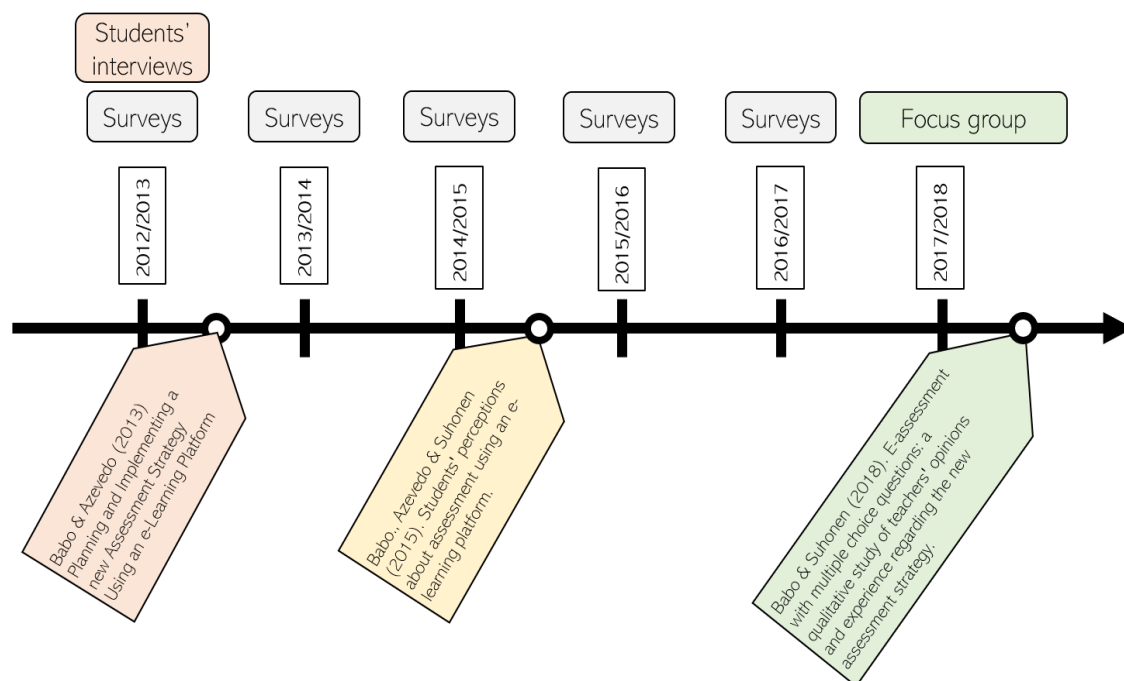 Students'
interviews
Surveys
Surveys
Surveys
Surveys
Surveys
Focus group
2012/2013
2013/2014
2014/2015
2015/2016
2016/2017
2017/2018
Babo & Azevedo (2013)
Planning and Implementing a
new Assessment Strategy
Using an e-Learning Platform
Babo., Azevedo & Suhonen
(2015). Students' perceptions
about assessment using an e-
learning platform.
Babo & Suhonen (2018). E-assessment
with multiple choice questions: a
qualitative study of teachers' opinions
and experience regarding the new
assessment strategy.